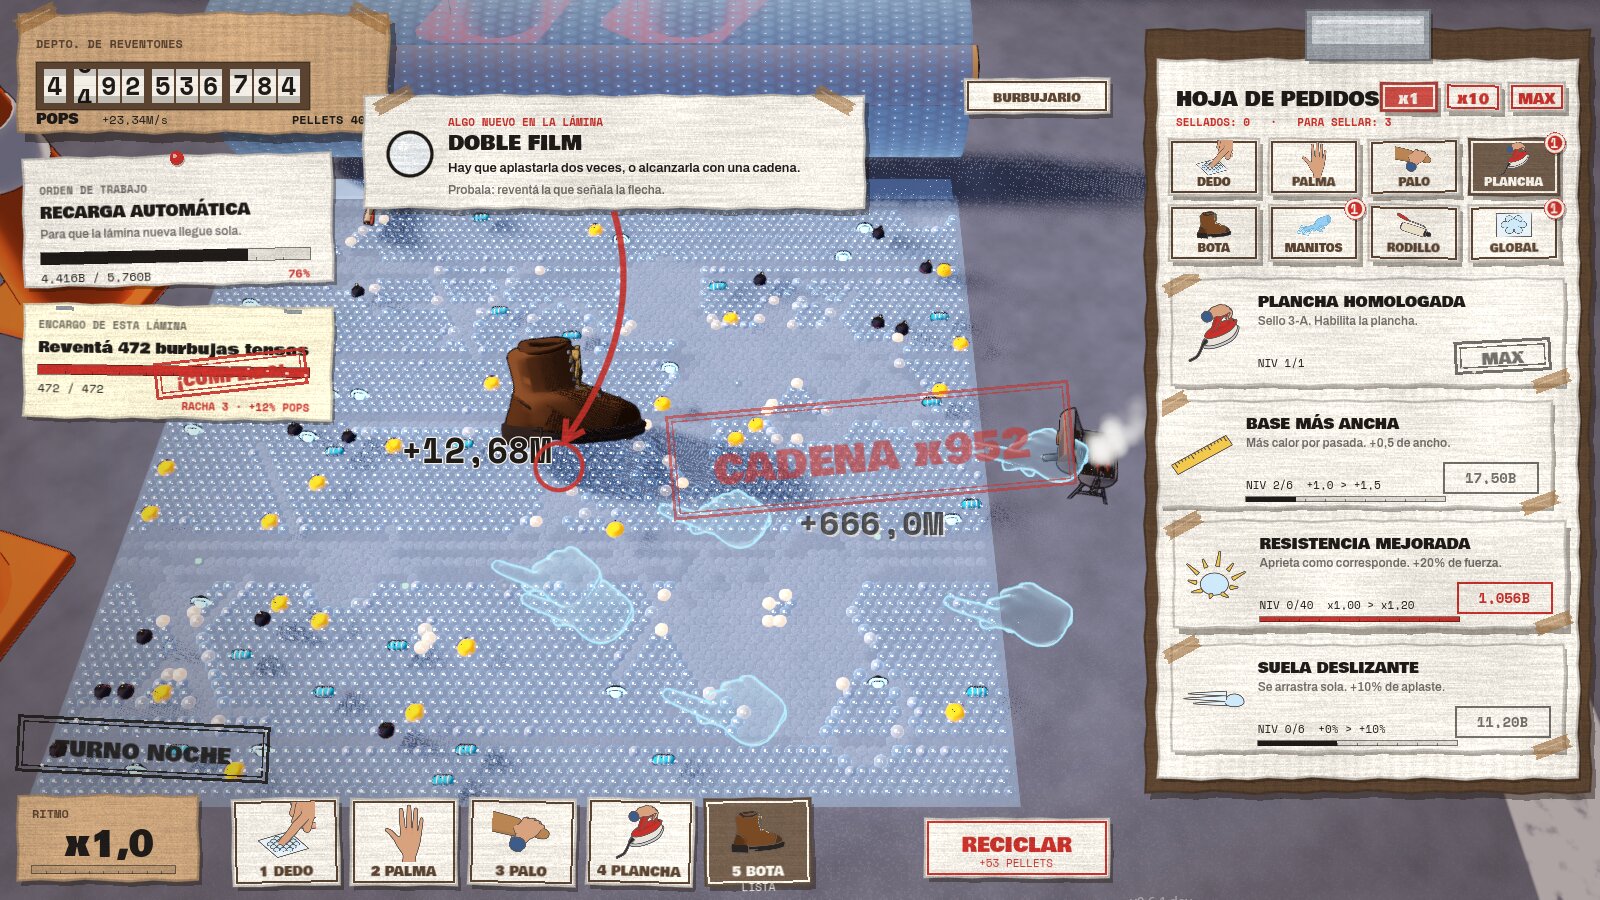 DEPTO. DE REVENTONES
4 492 536 784
POPS +23,34M/s PELLETS 40
ORDEN DE TRABAJO
RECARGA AUTOMÁTICA
Para que la lámina nueva llegue sola.
4.416B / 5.760B 76%
ENCARGO DE ESTA LÁMINA
Reventá 472 burbujas tensas
472 / 472
RACHA 3 · +12% POPS
ALGO NUEVO EN LA LÁMINA
DOBLE FILM
Hay que aplastarla dos veces, o alcanzarla con una cadena.
Probala: reventá la que señala la flecha.
BURBUJARIO
+12,68M
CADENA x952
+666,0M
TURNO NOCHE
RITMO
x1,0
1 DEDO
2 PALMA
3 PALO
4 PLANCHA
5 BOTA
LISTA
RECICLAR
+53 PELLETS
HOJA DE PEDIDOS x1 x10 MAX
SELLADOS: 0 · PARA SELLAR: 3
DEDO
PALMA
PALO
PLANCHA
1
BOTA
MANITOS
1
RODILLO
GLOBAL
1
PLANCHA HOMOLOGADA
Sello 3-A. Habilita la plancha.
NIV 1/1
MAX
BASE MÁS ANCHA
Más calor por pasada. +0,5 de ancho.
NIV 2/6 +1.0 > +1.5
17,50B
RESISTENCIA MEJORADA
Aprieta como corresponde. +20% de fuerza.
NIV 0/40 x1.00 > x1.20
1,056B
SUELA DESLIZANTE
Se arrastra sola. +10% de aplaste.
NIV 0/6 +0% > +10%
11,20B